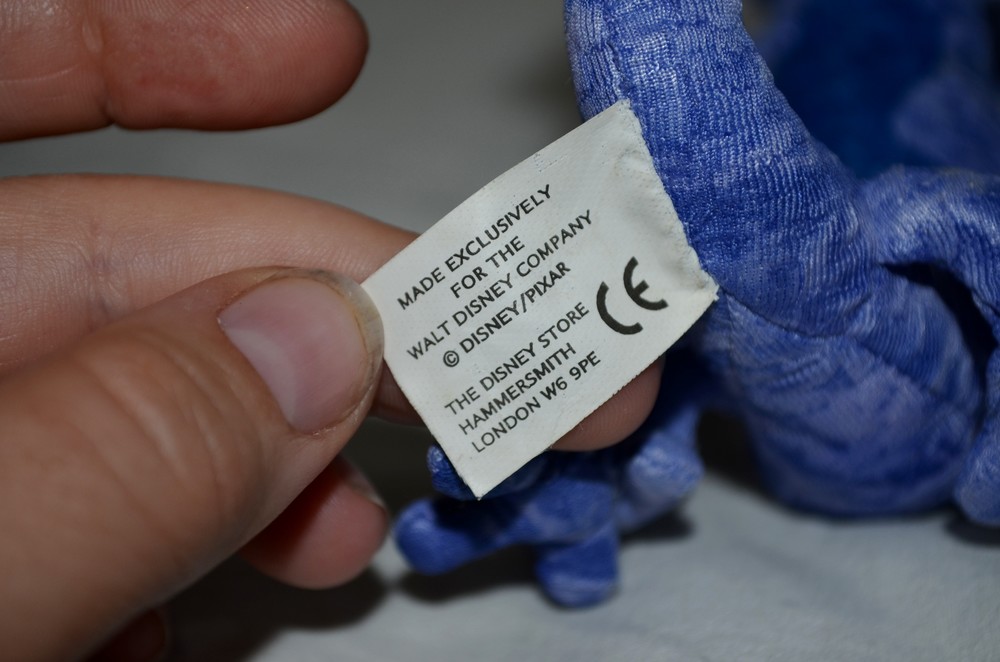 MADE EXCLUSIVELY
FOR THE
WALT DISNEY COMPANY
© DISNEY/PIXAR
THE DISNEY STORE
HAMMERSMITH
LONDON W6 9PE
CE